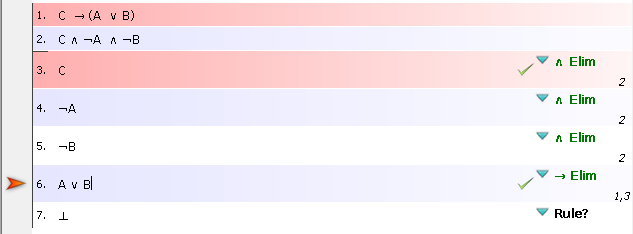 1. C → (A ∨ B)
2. C ∧ ¬A ∧ ¬B
3. C ∧ Elim 2
4. ¬A ∧ Elim 2
5. ¬B ∧ Elim 2
6. A ∨ B → Elim 1,3
7. ⊥ Rule?